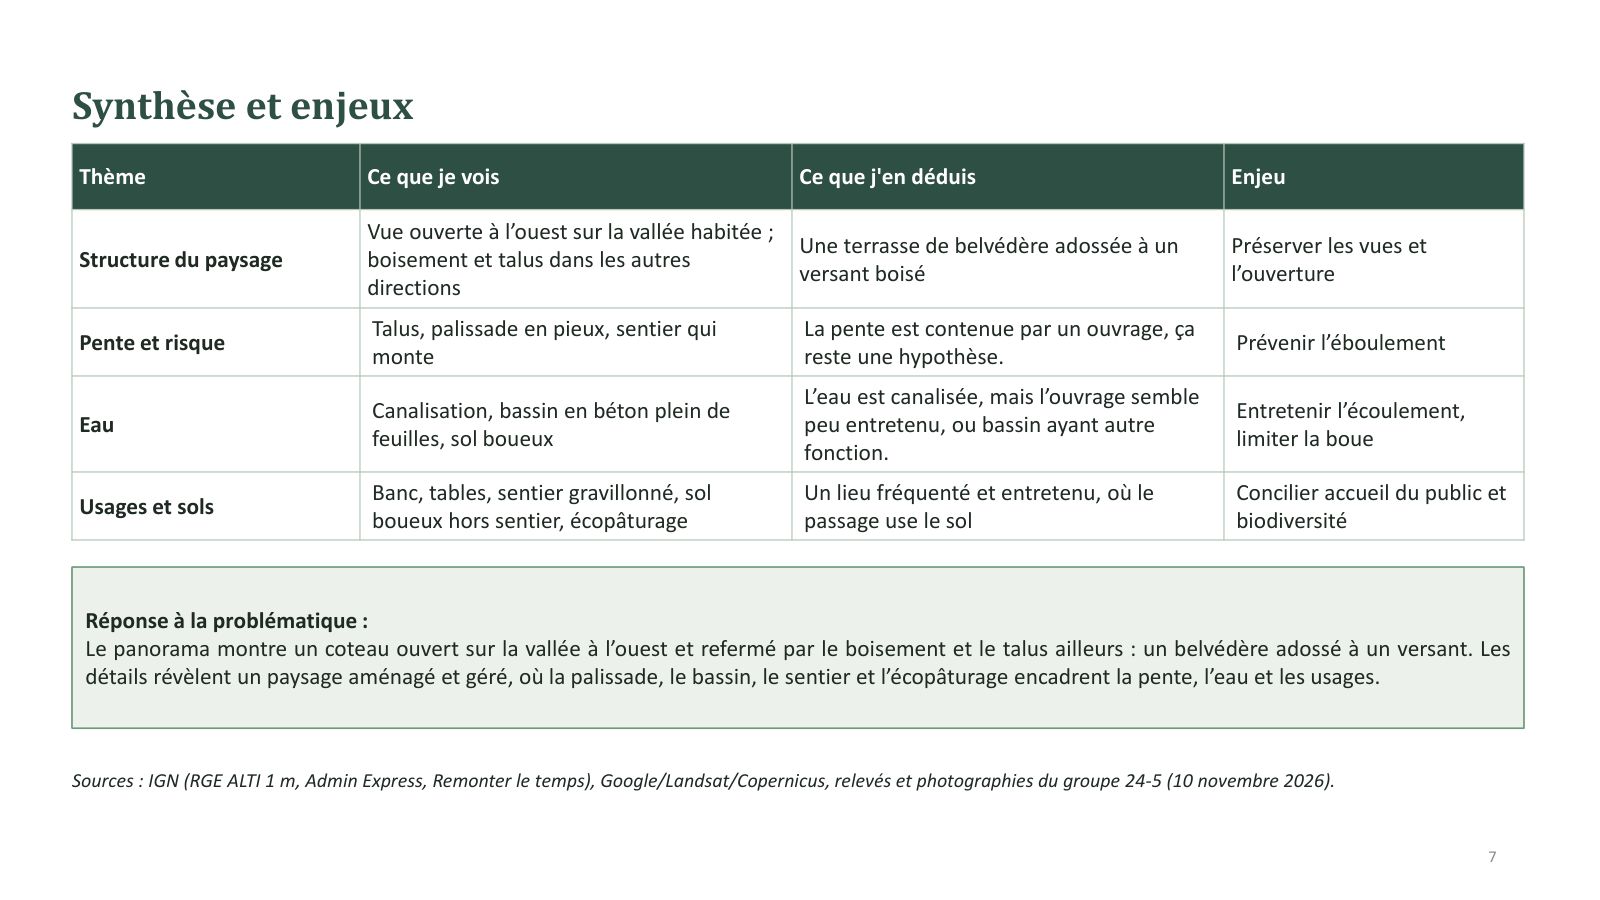 Synthèse et enjeux
Thème
Ce que je vois
Ce que j'en déduis
Enjeu
Structure du paysage
Vue ouverte à l’ouest sur la vallée habitée ;
boisement et talus dans les autres
directions
Une terrasse de belvédère adossée à un
versant boisé
Préserver les vues et
l’ouverture
Pente et risque
Talus, palissade en pieux, sentier qui
monte
La pente est contenue par un ouvrage, ça
reste une hypothèse.
Prévenir l’éboulement
Eau
Canalisation, bassin en béton plein de
feuilles, sol boueux
L’eau est canalisée, mais l’ouvrage semble
peu entretenu, ou bassin ayant autre
fonction.
Entretenir l’écoulement,
limiter la boue
Usages et sols
Banc, tables, sentier gravillonné, sol
boueux hors sentier, écopâturage
Un lieu fréquenté et entretenu, où le
passage use le sol
Concilier accueil du public et
biodiversité
Réponse à la problématique :
Le panorama montre un coteau ouvert sur la vallée à l’ouest et refermé par le boisement et le talus ailleurs : un belvédère adossé à un versant. Les
détails révèlent un paysage aménagé et géré, où la palissade, le bassin, le sentier et l’écopâturage encadrent la pente, l’eau et les usages.
Sources : IGN (RGE ALTI 1 m, Admin Express, Remonter le temps), Google/Landsat/Copernicus, relevés et photographies du groupe 24-5 (10 novembre 2026).
7